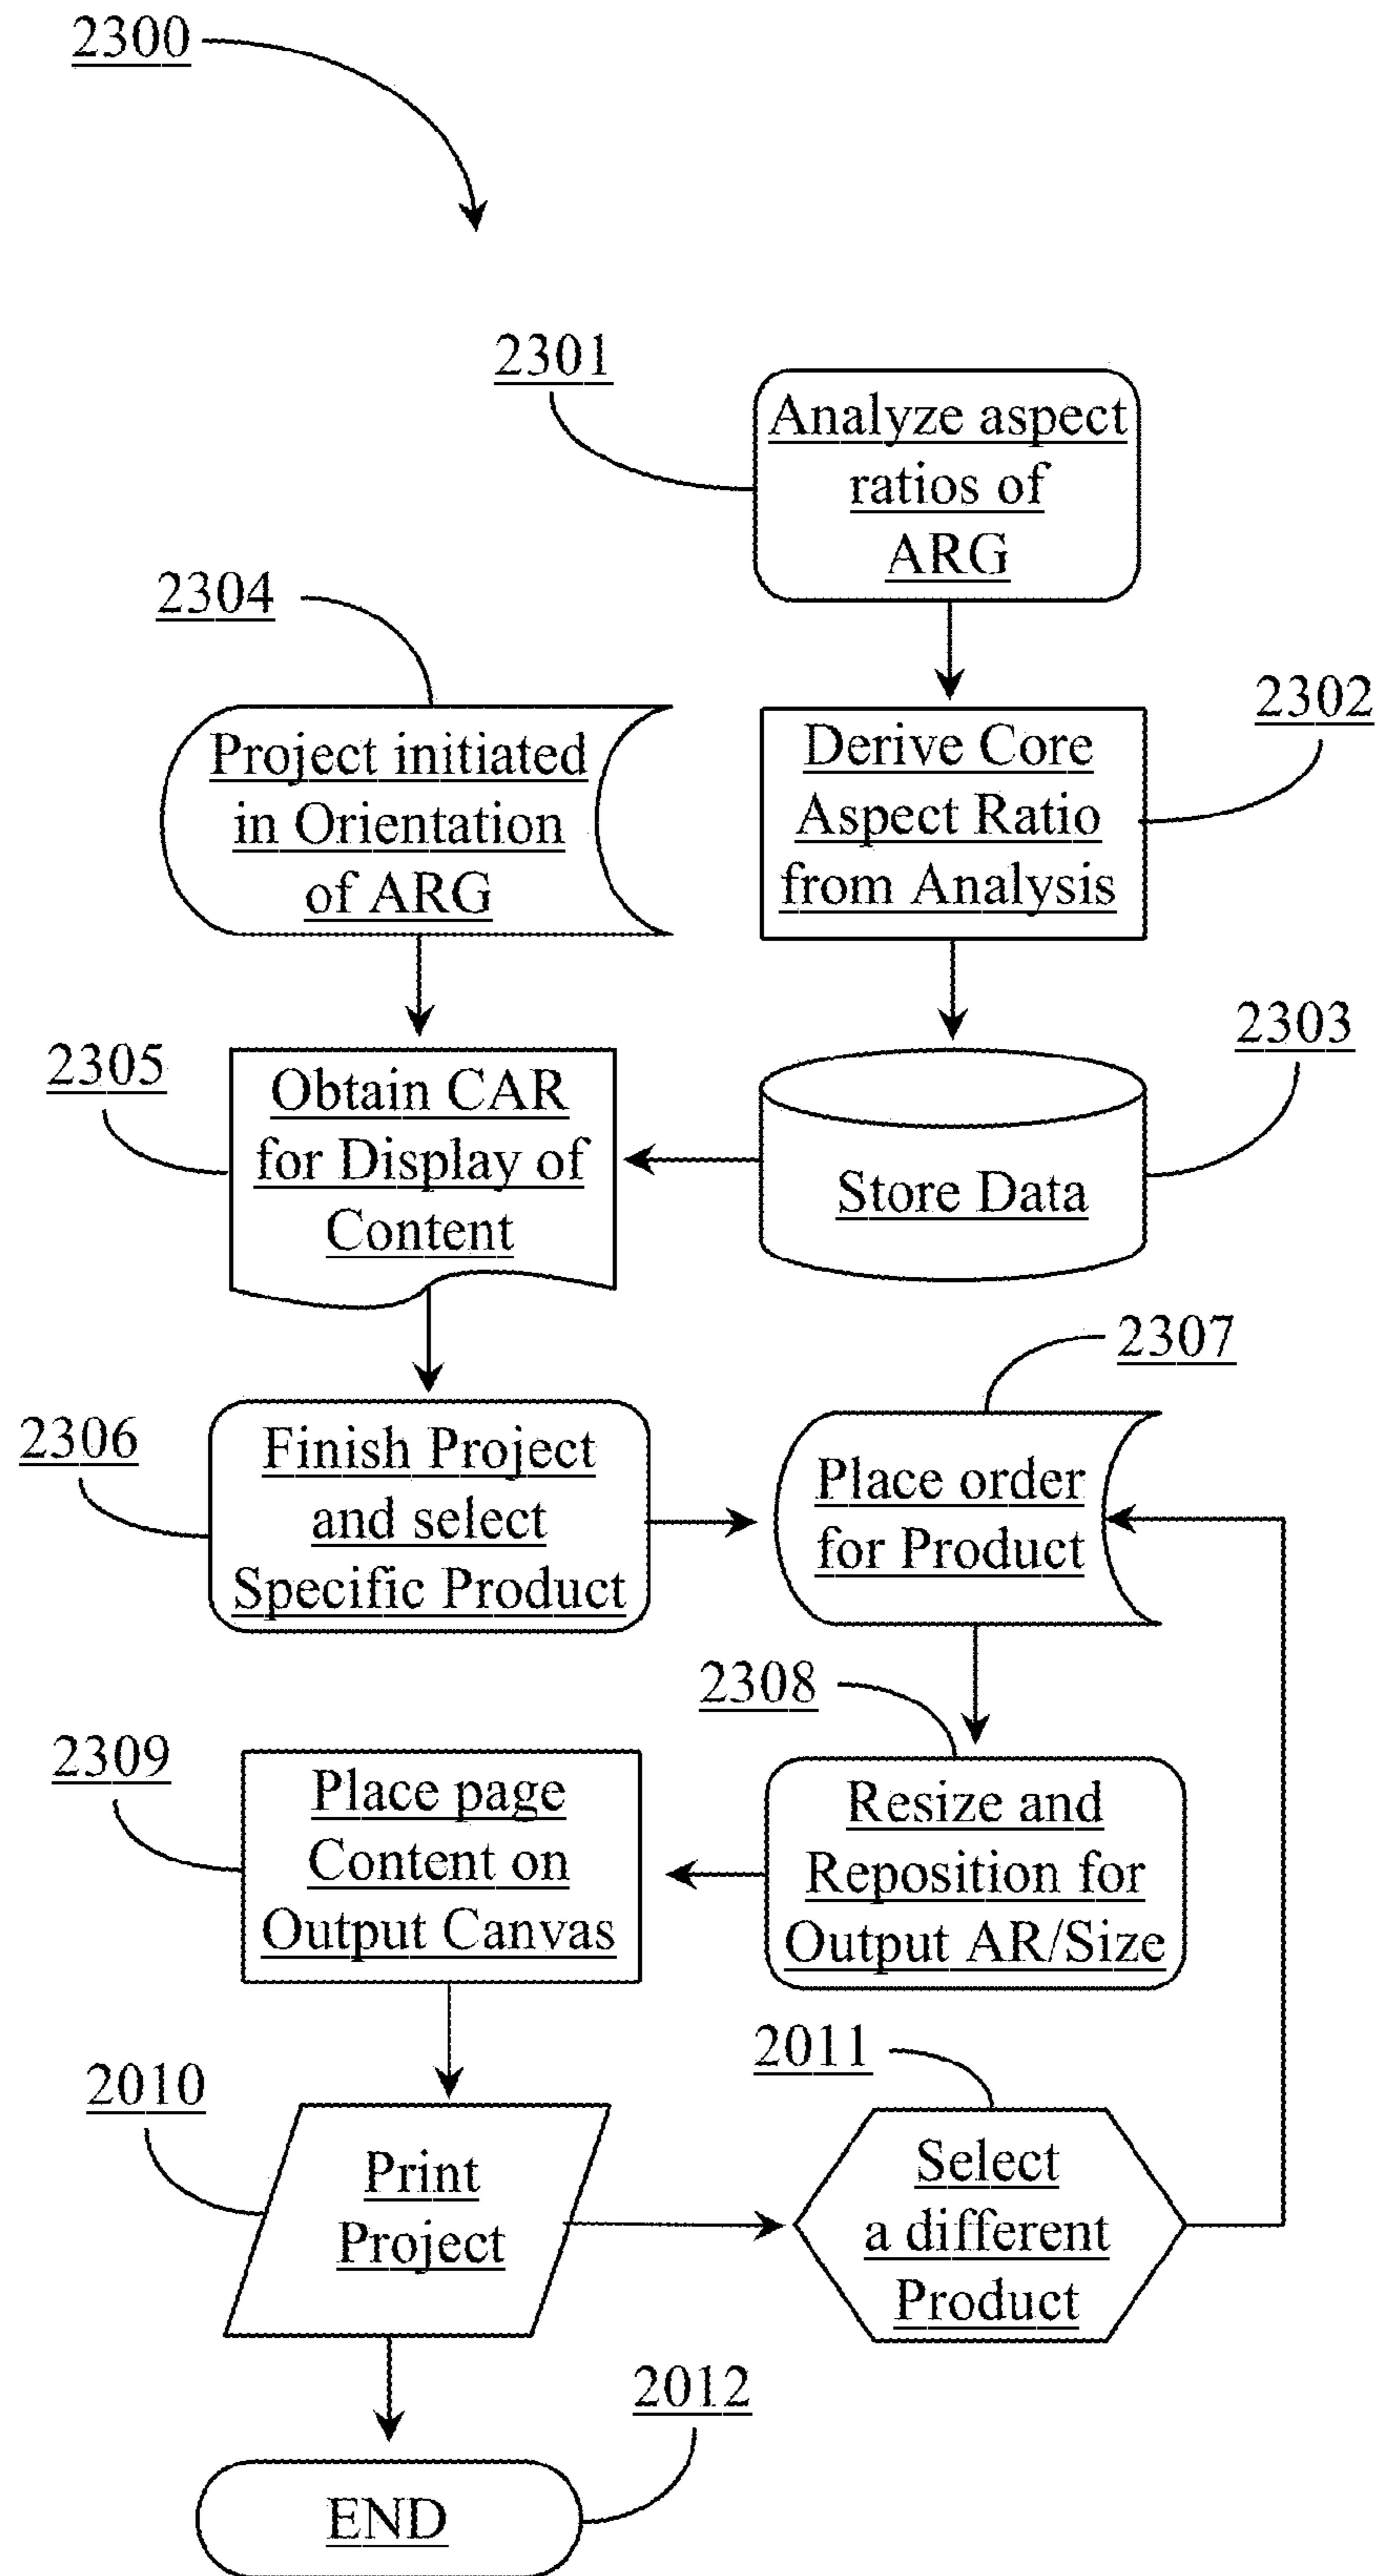 2300
2301
Analyze aspect
ratios of
ARG
2304
2302
Project initiated
in Orientation
of ARG
Derive Core
Aspect Ratio
from Analysis
2305
2303
Obtain CAR
for Display of
Content
Store Data
2307
2306
Finish Project
and select
Specific Product
Place order
for Product
2308
2309
Place page
Content on
Output Canvas
Resize and
Reposition for
Output AR/Size
2010
2011
Print
Project
Select
a different
Product
2012
END